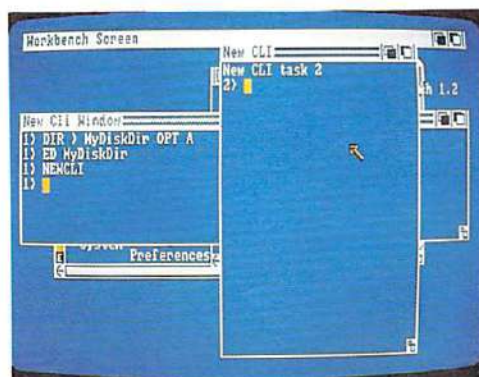 Workbench Screen
New CLI
New CLI task 2
2>
h 1.2
New Cli Window
1> DIR > MyDiskDir OPT A
1> ED MyDiskDir
1> NEWCLI
1>
System
Preferences